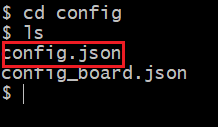 $ cd config
$ ls
config.json
config_board.json
$